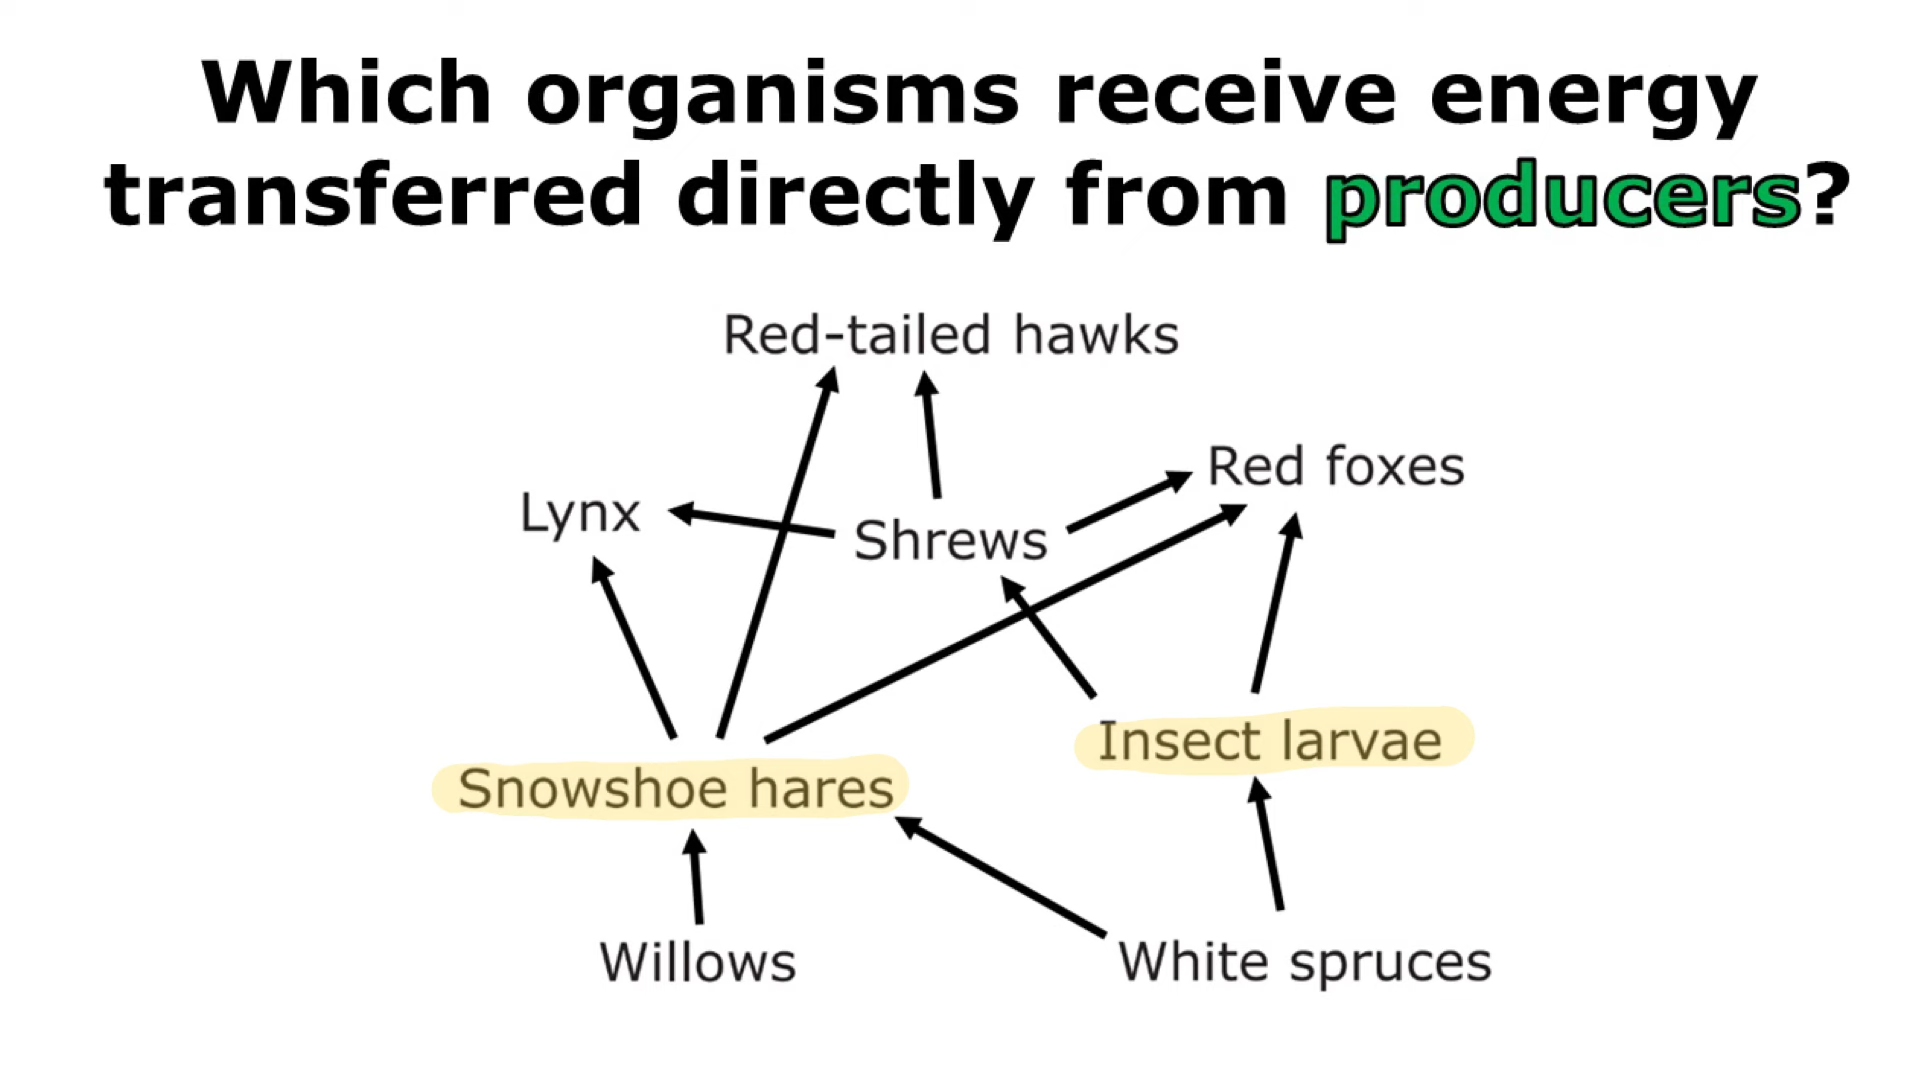 Which organisms receive energy
transferred directly from producers?
Red-tailed hawks
Red foxes
Lynx
Shrews
Insect larvae
Snowshoe hares
Willows
White spruces